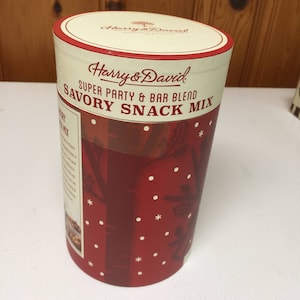 Harry & David
Harry & David
SUPER PARTY & BAR BLEND
SAVORY SNACK MIX